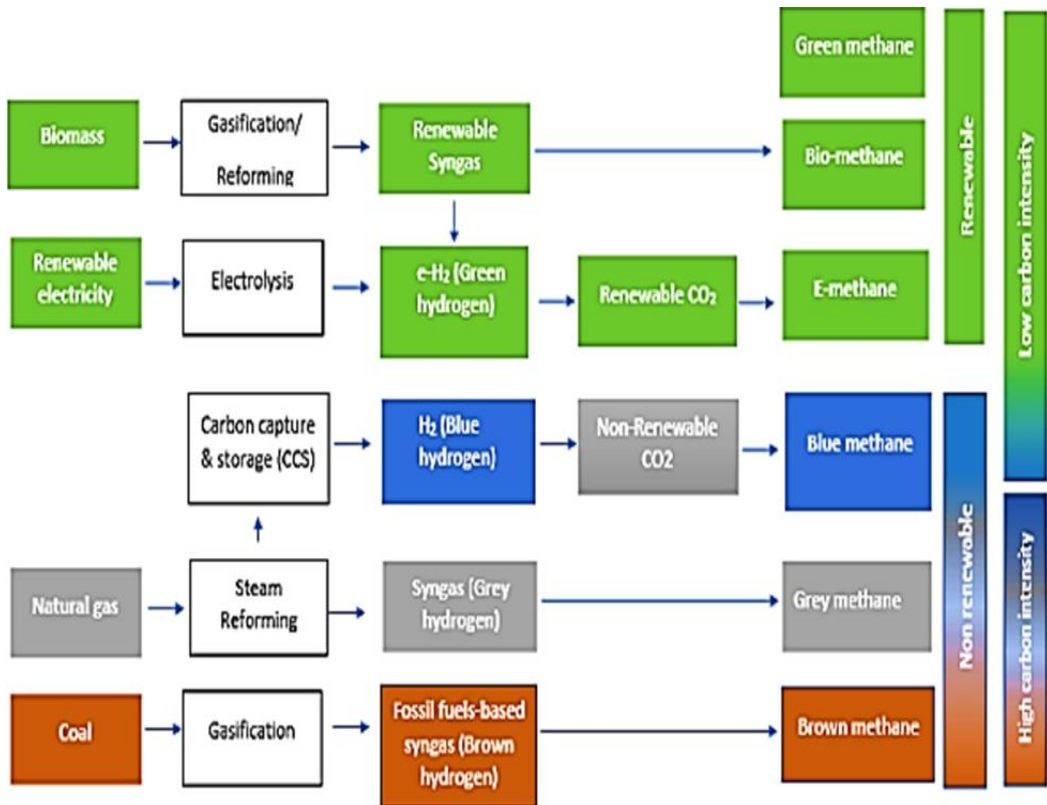 Green methane
Biomass
Gasification/
Reforming
Renewable
Syngas
Bio-methane
Renewable
electricity
Electrolysis
e-H₂ (Green
hydrogen)
Renewable CO₂
E-methane
Renewable
Low carbon intensity
Carbon capture
& storage (CCS)
H₂ (Blue
hydrogen)
Non-Renewable
CO2
Blue methane
Natural gas
Steam
Reforming
Syngas (Grey
hydrogen)
Grey methane
Coal
Gasification
Fossil fuels-based
syngas (Brown
hydrogen)
Brown methane
Non renewable
High carbon intensity